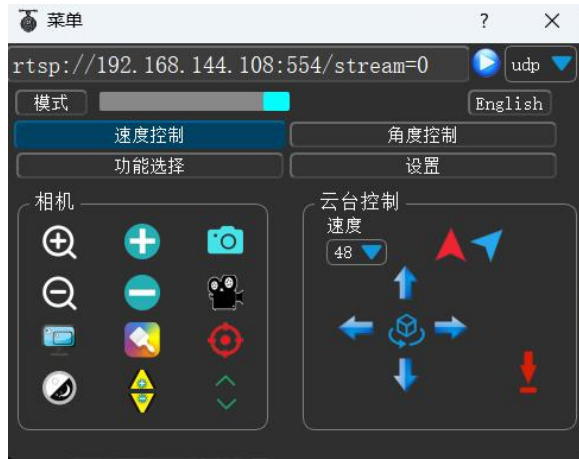 菜单
rtsp://192.168.144.108:554/stream=0 udp
模式 English
速度控制 角度控制
功能选择 设置
相机 云台控制
速度
48